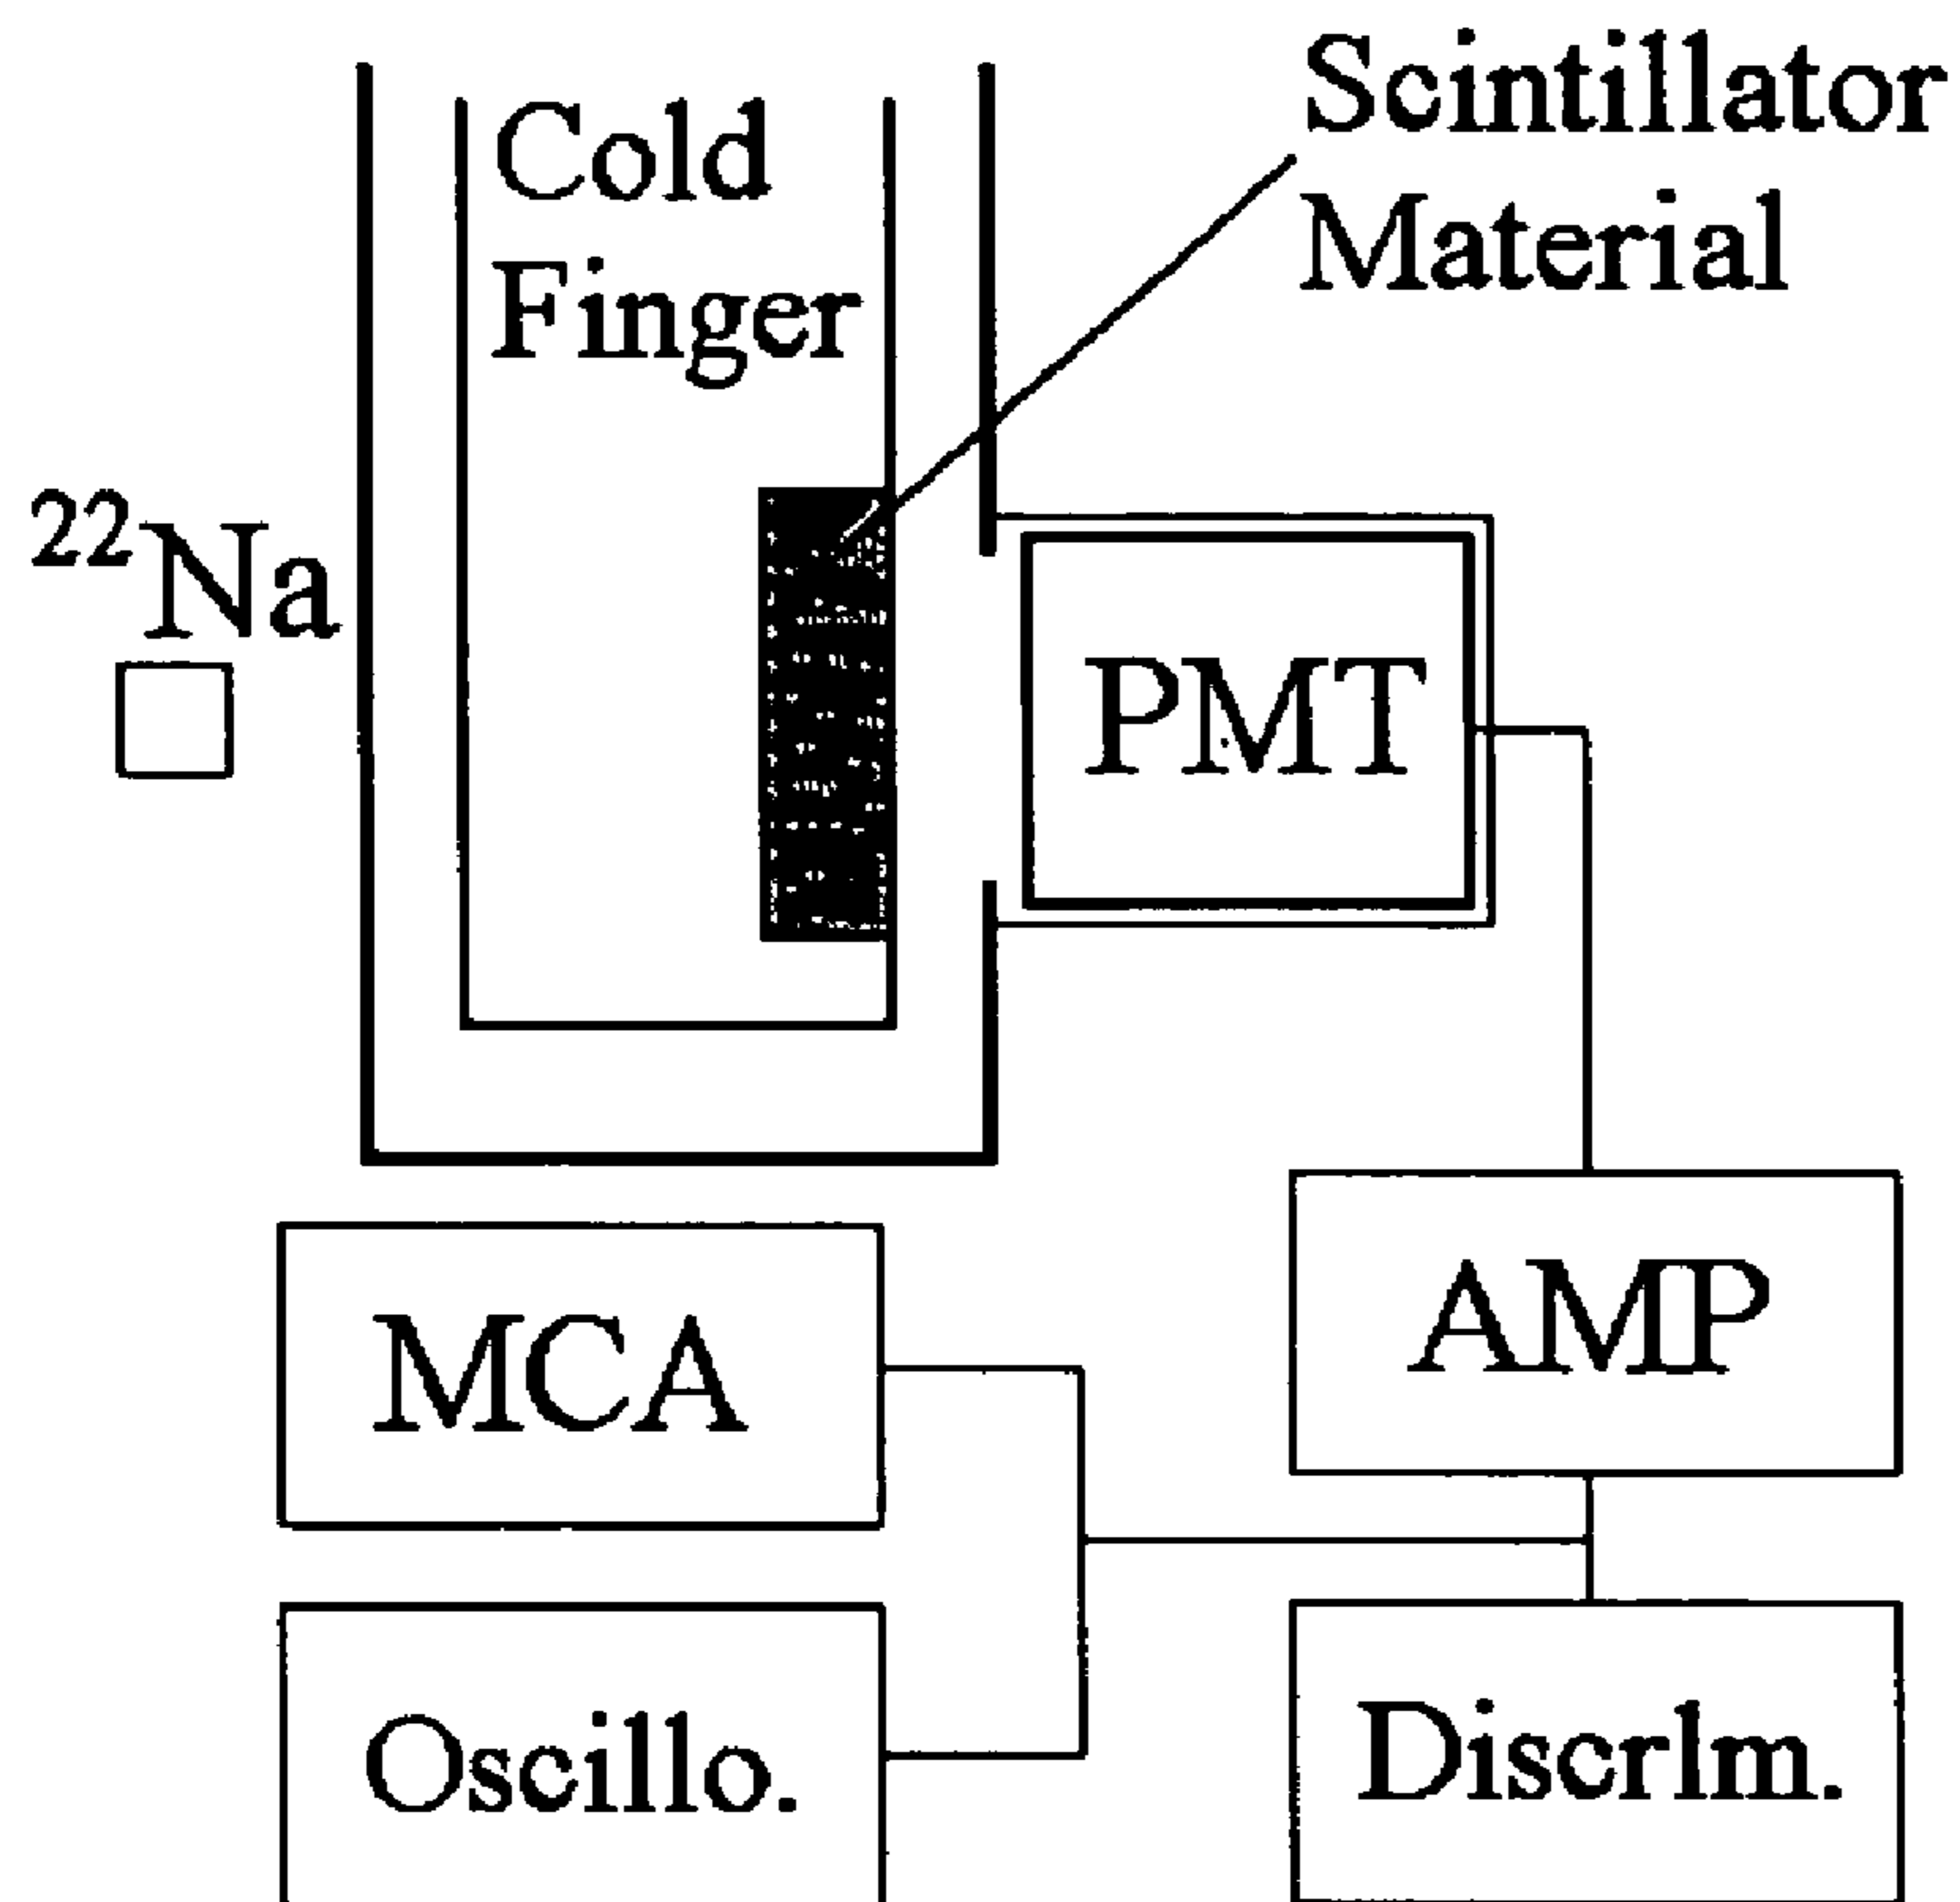 Scintillator
Material
Cold
Finger
²²Na
PMT
AMP
MCA
Oscillo.
Discrlm.